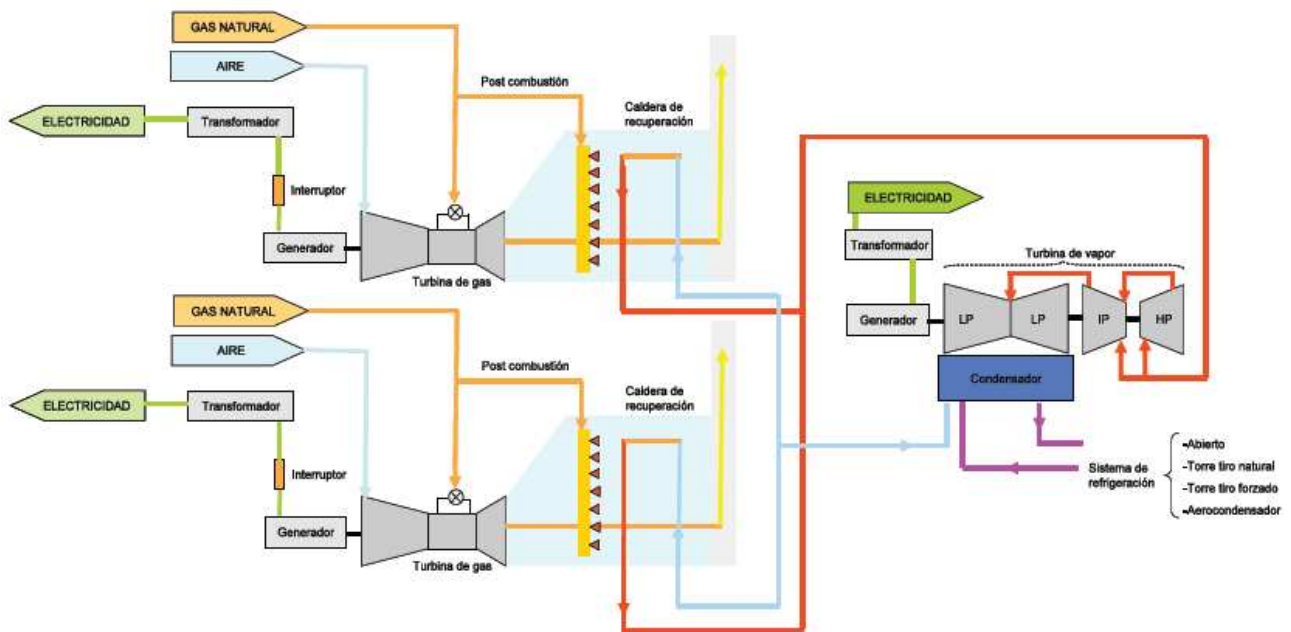 GAS NATURAL
AIRE
Post combustión
Caldera de
recuperación
ELECTRICIDAD
Transformador
Interruptor
Generador
Turbina de gas
GAS NATURAL
AIRE
Post combustión
Caldera de
recuperación
ELECTRICIDAD
Transformador
Interruptor
Generador
Turbina de gas
ELECTRICIDAD
Transformador
Turbina de vapor
Generador
LP
LP
IP
HP
Condensador
Sistema de
refrigeración
-Abierto
-Torre tiro natural
-Torre tiro forzado
-Aerocondensador